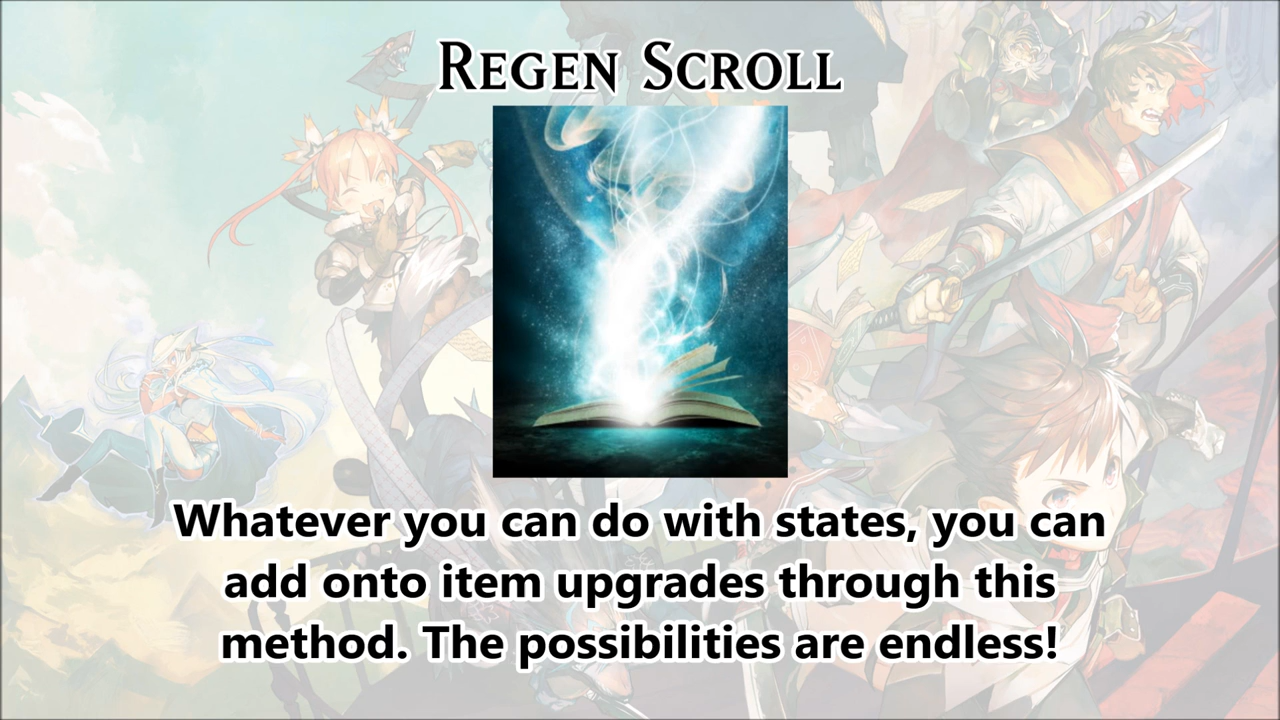 Regen Scroll
Whatever you can do with states, you can
add onto item upgrades through this
method. The possibilities are endless!